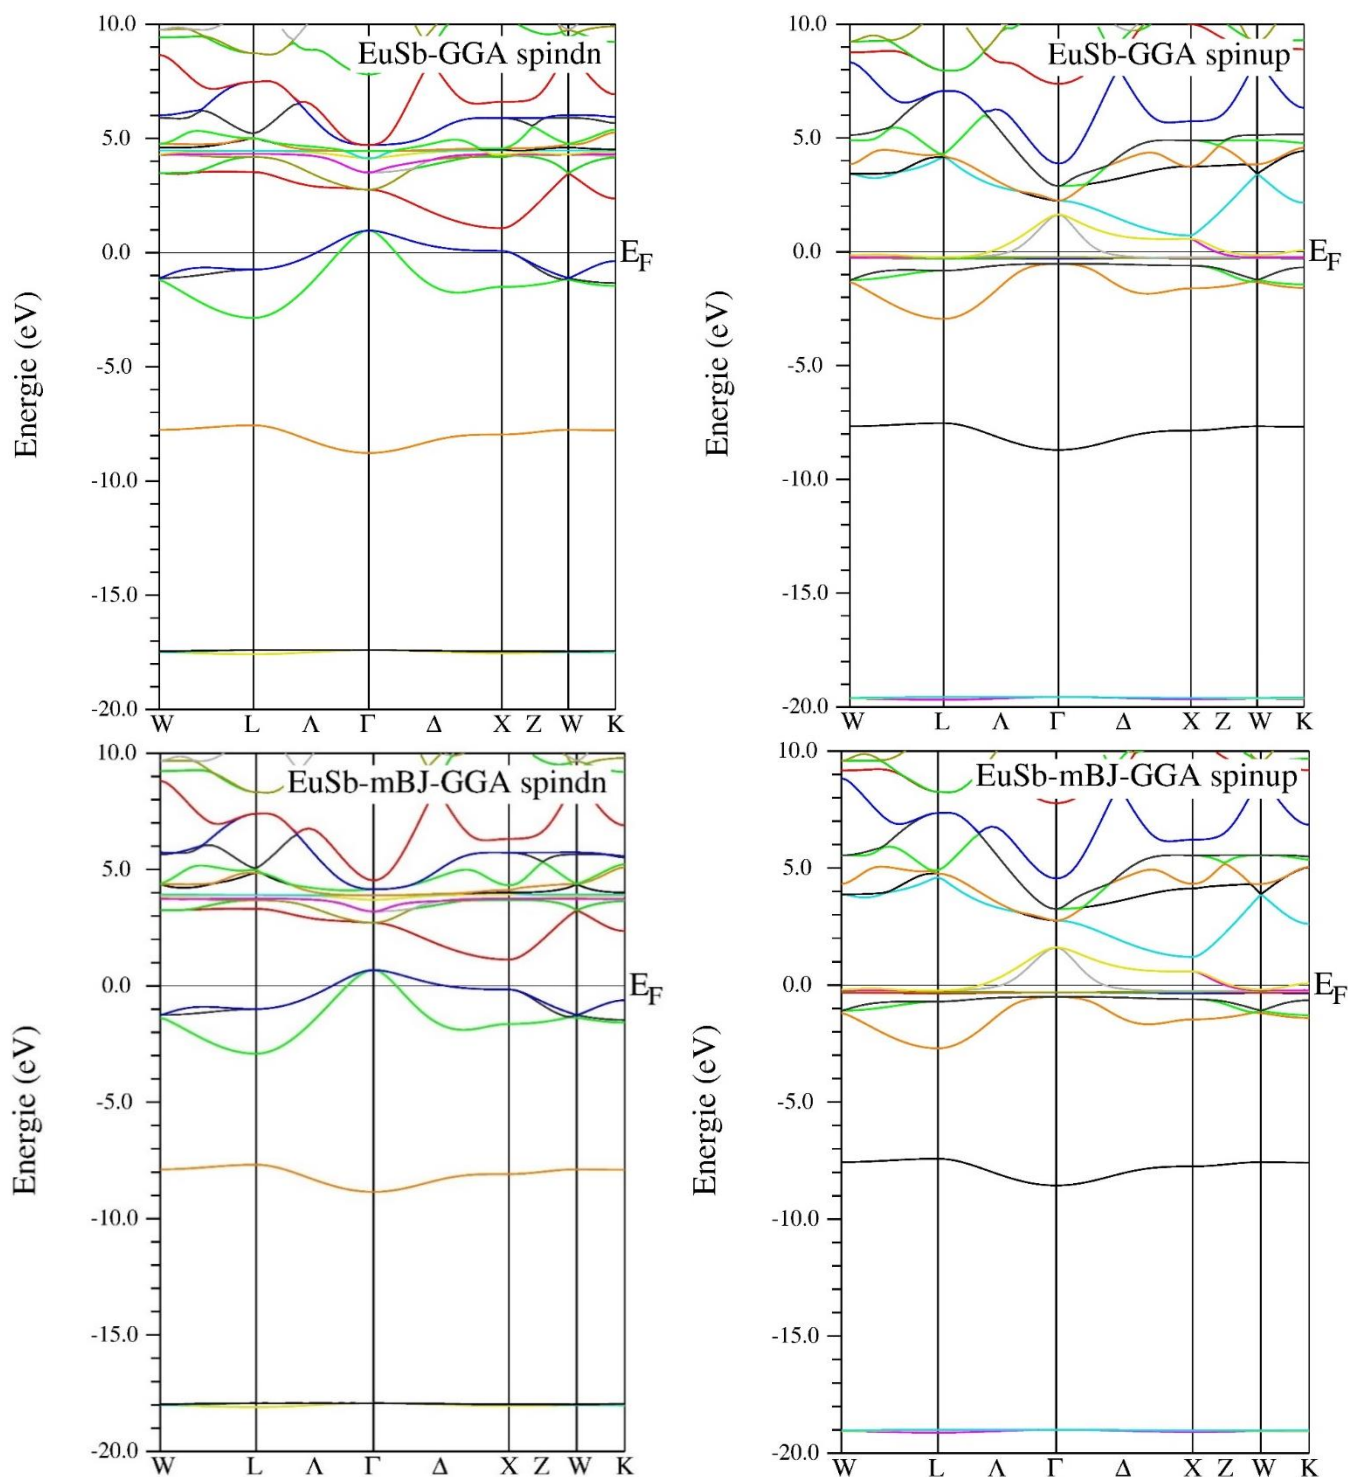 EuSb-GGA spindn
10.0
5.0
0.0
-5.0
-10.0
-15.0
-20.0
Energie (eV)
E_F
W L Λ Γ Δ X Z W K
EuSb-GGA spinup
10.0
5.0
0.0
-5.0
-10.0
-15.0
-20.0
Energie (eV)
E_F
W L Λ Γ Δ X Z W K
EuSb-mBJ-GGA spindn
10.0
5.0
0.0
-5.0
-10.0
-15.0
-20.0
Energie (eV)
E_F
W L Λ Γ Δ X Z W K
EuSb-mBJ-GGA spinup
10.0
5.0
0.0
-5.0
-10.0
-15.0
-20.0
Energie (eV)
E_F
W L Λ Γ Δ X Z W K